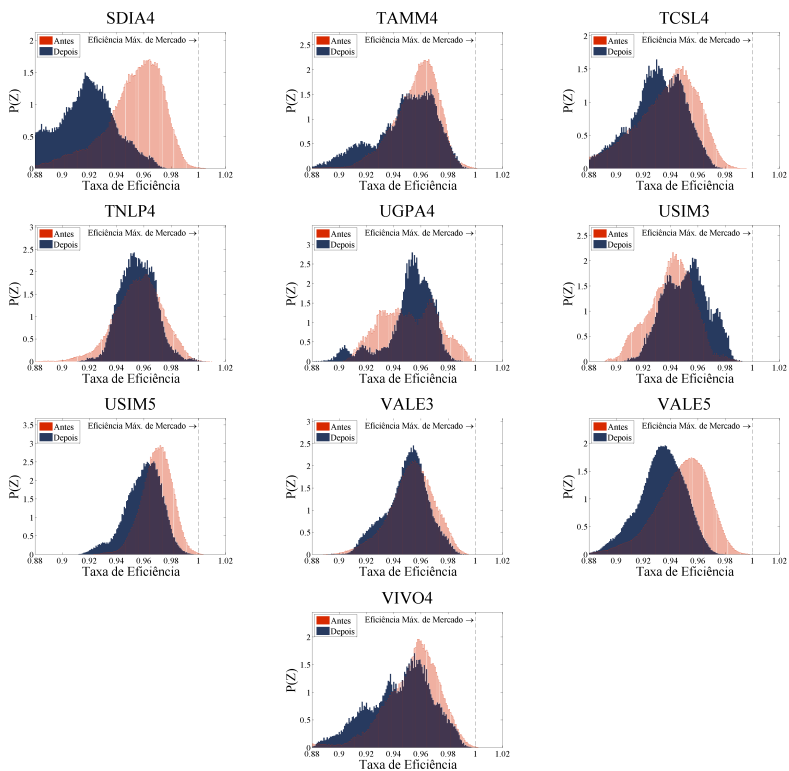 SDIA4
TAMM4
TCSL4
Antes
Depois
Eficiência Máx. de Mercado →
P(Z)
2
1.5
1
0.5
0
0.88 0.9 0.92 0.94 0.96 0.98 1 1.02
Taxa de Eficiência
Antes
Depois
Eficiência Máx. de Mercado →
P(Z)
2.5
2
1.5
1
0.5
0
0.88 0.9 0.92 0.94 0.96 0.98 1 1.02
Taxa de Eficiência
Antes
Depois
Eficiência Máx. de Mercado →
P(Z)
2
1.5
1
0.5
0
0.88 0.9 0.92 0.94 0.96 0.98 1 1.02
Taxa de Eficiência
TNLP4
UGPA4
USIM3
Antes
Depois
Eficiência Máx. de Mercado →
P(Z)
3
2.5
2
1.5
1
0.5
0
0.88 0.9 0.92 0.94 0.96 0.98 1 1.02
Taxa de Eficiência
Antes
Depois
Eficiência Máx. de Mercado →
P(Z)
3
2.5
2
1.5
1
0.5
0
0.88 0.9 0.92 0.94 0.96 0.98 1 1.02
Taxa de Eficiência
Antes
Depois
Eficiência Máx. de Mercado →
P(Z)
2.5
2
1.5
1
0.5
0
0.88 0.9 0.92 0.94 0.96 0.98 1 1.02
Taxa de Eficiência
USIM5
VALE3
VALE5
Antes
Depois
Eficiência Máx. de Mercado →
P(Z)
3.5
3
2.5
2
1.5
1
0.5
0
0.88 0.9 0.92 0.94 0.96 0.98 1 1.02
Taxa de Eficiência
Antes
Depois
Eficiência Máx. de Mercado →
P(Z)
3
2.5
2
1.5
1
0.5
0
0.88 0.9 0.92 0.94 0.96 0.98 1 1.02
Taxa de Eficiência
Antes
Depois
Eficiência Máx. de Mercado →
P(Z)
2
1.5
1
0.5
0
0.88 0.9 0.92 0.94 0.96 0.98 1 1.02
Taxa de Eficiência
VIVO4
Antes
Depois
Eficiência Máx. de Mercado →
P(Z)
2
1.5
1
0.5
0
0.88 0.9 0.92 0.94 0.96 0.98 1 1.02
Taxa de Eficiência